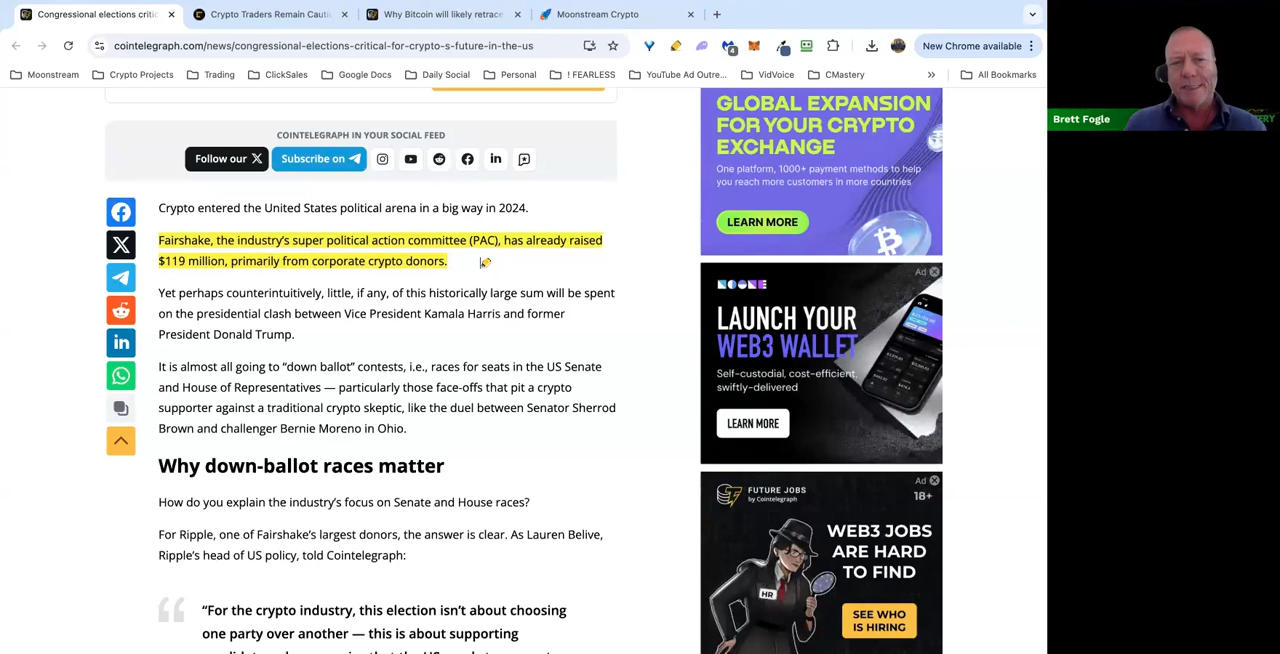 Congressional elections critic
Crypto Traders Remain Cauti
Why Bitcoin will likely retrace
Moonstream Crypto
cointelegraph.com/news/congressional-elections-critical-for-crypto-s-future-in-the-us
4
New Chrome available
Moonstream
Crypto Projects
Trading
ClickSales
Google Docs
Daily Social
Personal
! FEARLESS
YouTube Ad Outre...
VidVoice
CMastery
»
All Bookmarks
COINTELEGRAPH IN YOUR SOCIAL FEED
Follow our X
Subscribe on
Crypto entered the United States political arena in a big way in 2024.
Fairshake, the industry's super political action committee (PAC), has already raised
$119 million, primarily from corporate crypto donors.
Yet perhaps counterintuitively, little, if any, of this historically large sum will be spent
on the presidential clash between Vice President Kamala Harris and former
President Donald Trump.
It is almost all going to “down ballot” contests, i.e., races for seats in the US Senate
and House of Representatives — particularly those face-offs that pit a crypto
supporter against a traditional crypto skeptic, like the duel between Senator Sherrod
Brown and challenger Bernie Moreno in Ohio.
Why down-ballot races matter
How do you explain the industry's focus on Senate and House races?
For Ripple, one of Fairshake's largest donors, the answer is clear. As Lauren Belive,
Ripple's head of US policy, told Cointelegraph:
“For the crypto industry, this election isn't about choosing
one party over another — this is about supporting
GLOBAL EXPANSION
FOR YOUR CRYPTO
EXCHANGE
One platform, 1000+ payment methods to help
you reach more customers in more countries
LEARN MORE
Ad
LAUNCH YOUR
WEB3 WALLET
Self-custodial, cost-efficient,
swiftly-delivered
LEARN MORE
Ad
18+
FUTURE JOBS
by Cointelegraph
WEB3 JOBS
ARE HARD
TO FIND
HR
SEE WHO
IS HIRING
Brett Fogle